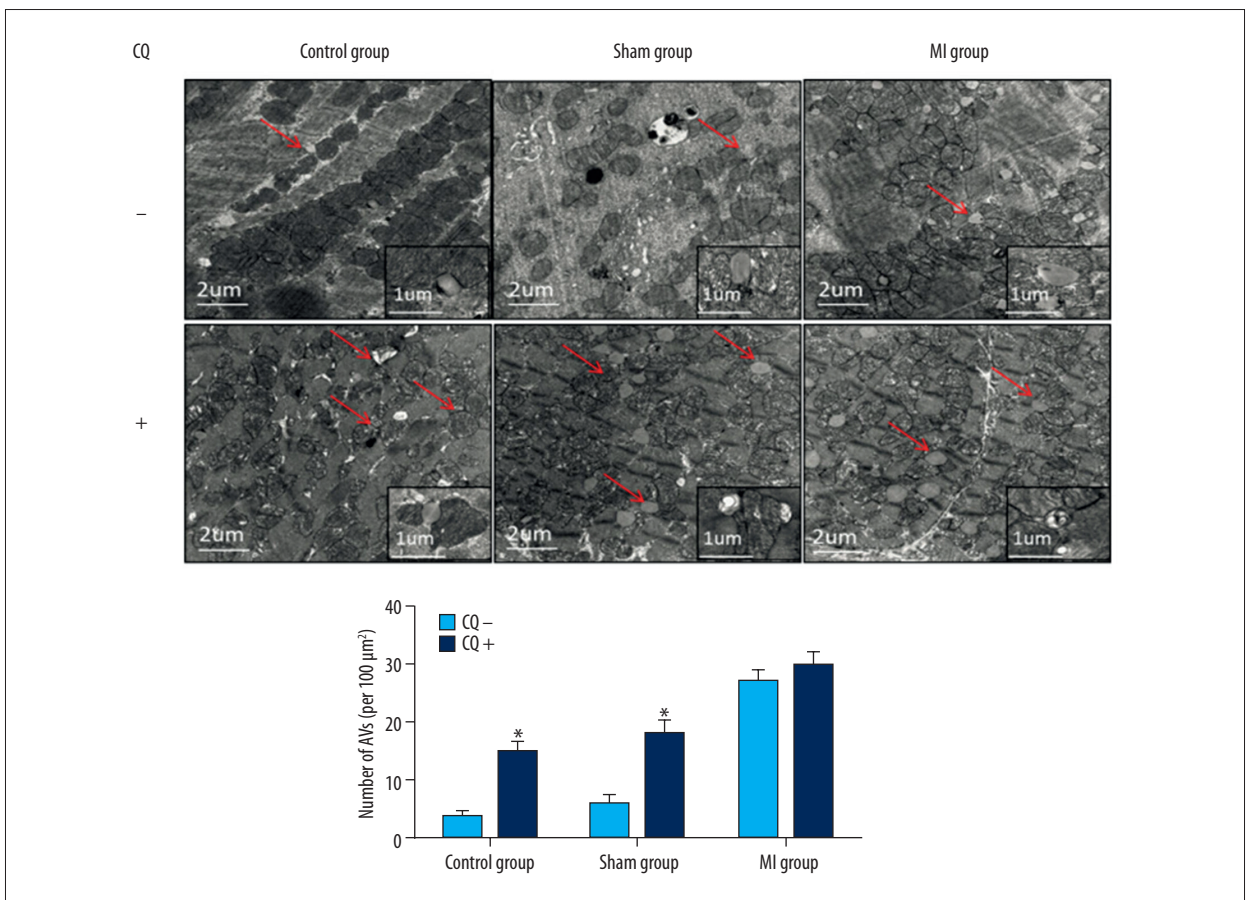 CQ Control group Sham group MI group
–
2um 1um 2um 1um 2um 1um
+
2um 1um 2um 1um 2um 1um
40
30
20
10
0
Number of AVs (per 100 µm²)
CQ –
CQ +
* *
Control group Sham group MI group